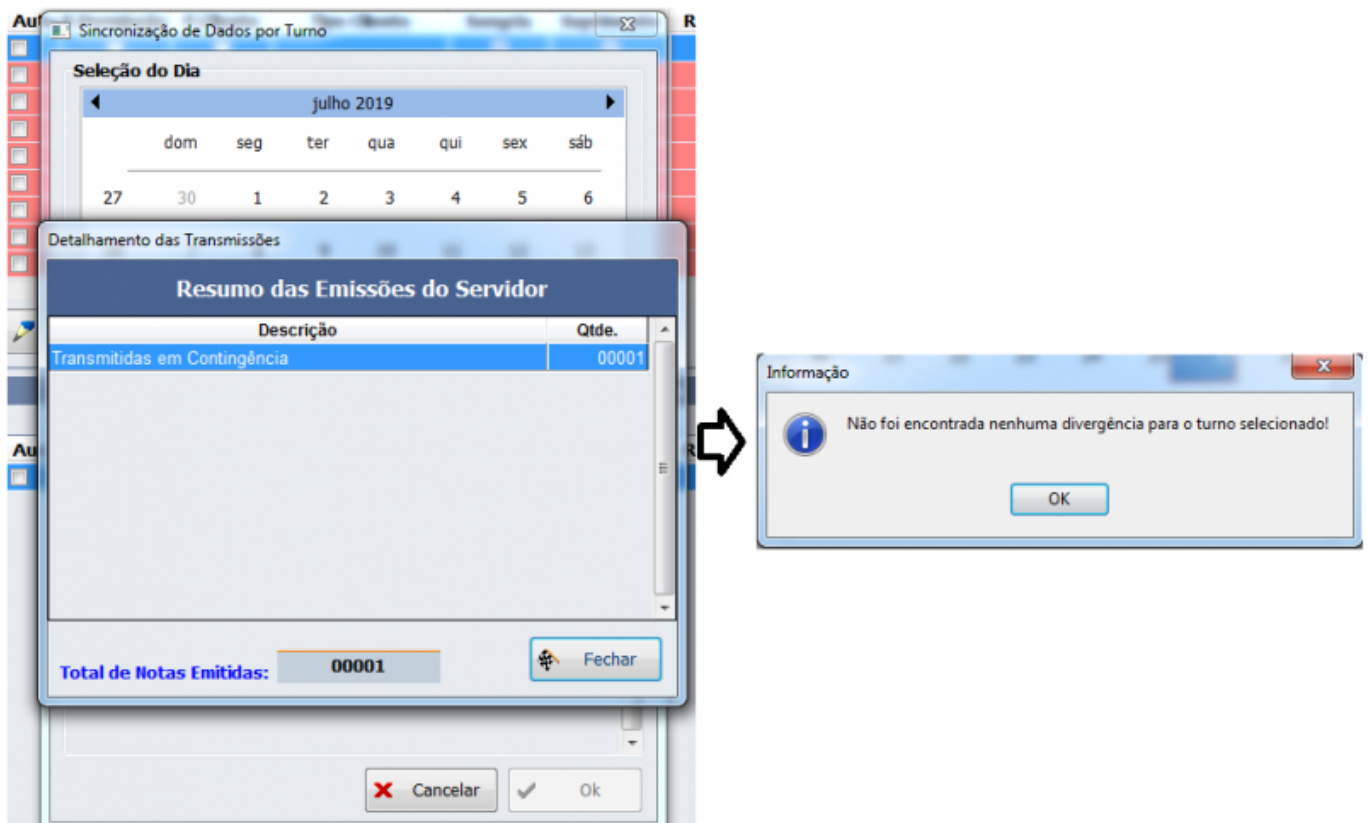 Au
R
Sincronização de Dados por Turno
Seleção do Dia
julho 2019
dom seg ter qua qui sex sáb
27 30 1 2 3 4 5 6
Detalhamento das Transmissões
Resumo das Emissões do Servidor
Descrição Qtde.
Transmitidas em Contingência 00001
Au
R
Total de Notas Emitidas: 00001
Fechar
Cancelar Ok
Informação
Não foi encontrada nenhuma divergência para o turno selecionado!
OK